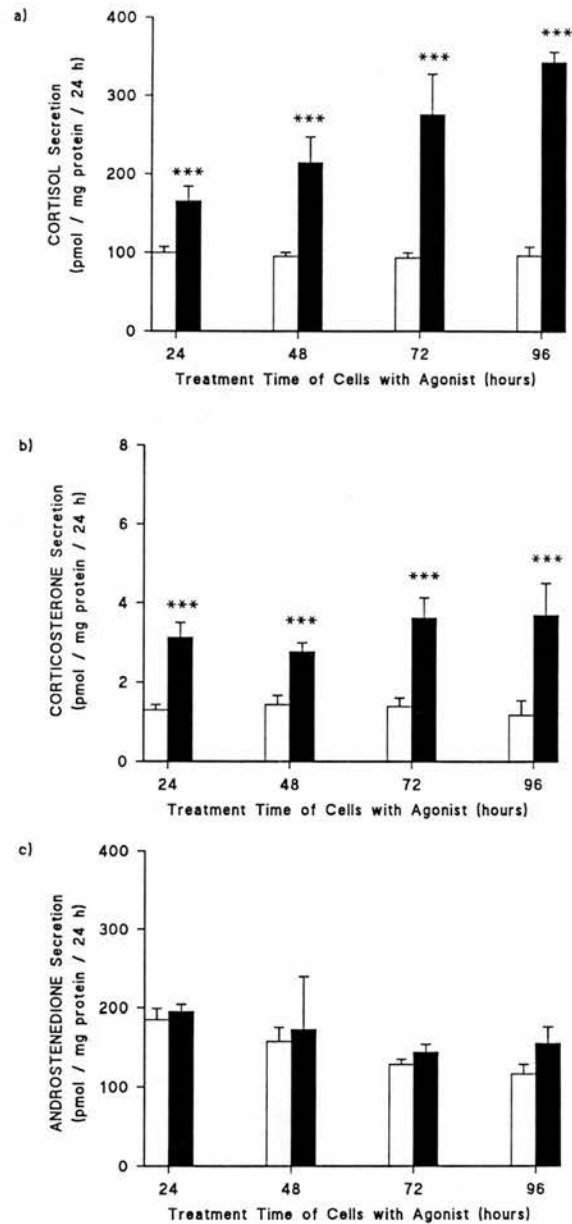 a)
CORTISOL Secretion
(pmol / mg protein / 24 h)
400
300
200
100
0
***
***
***
***
24
48
72
96
Treatment Time of Cells with Agonist (hours)
b)
CORTICOSTERONE Secretion
(pmol / mg protein / 24 h)
8
6
4
2
0
***
***
***
***
24
48
72
96
Treatment Time of Cells with Agonist (hours)
c)
ANDROSTENEDIONE Secretion
(pmol / mg protein / 24 h)
400
300
200
100
0
24
48
72
96
Treatment Time of Cells with Agonist (hours)